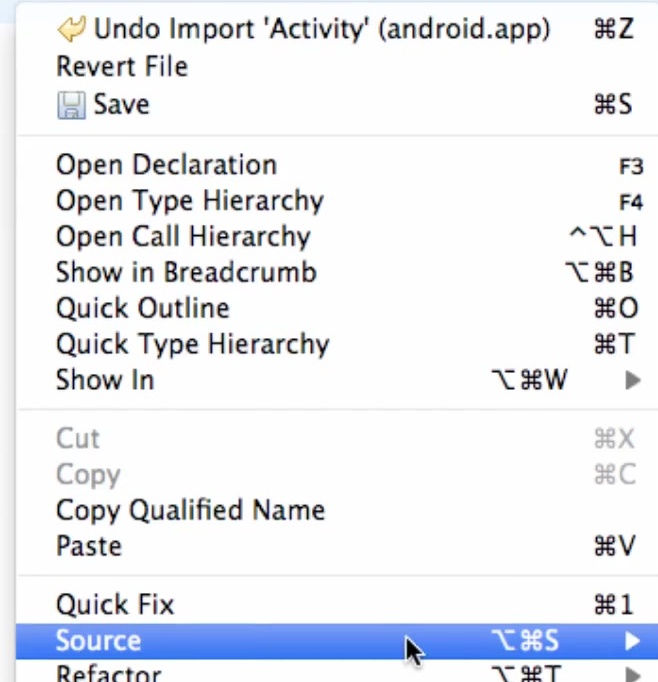 Undo Import 'Activity' (android.app) ⌘Z
Revert File
Save ⌘S
Open Declaration F3
Open Type Hierarchy F4
Open Call Hierarchy ^⌥H
Show in Breadcrumb ⌥⌘B
Quick Outline ⌘O
Quick Type Hierarchy ⌘T
Show In ⌥⌘W
Cut ⌘X
Copy ⌘C
Copy Qualified Name
Paste ⌘V
Quick Fix ⌘1
Source ⌥⌘S
Refactor ⌥⌘T